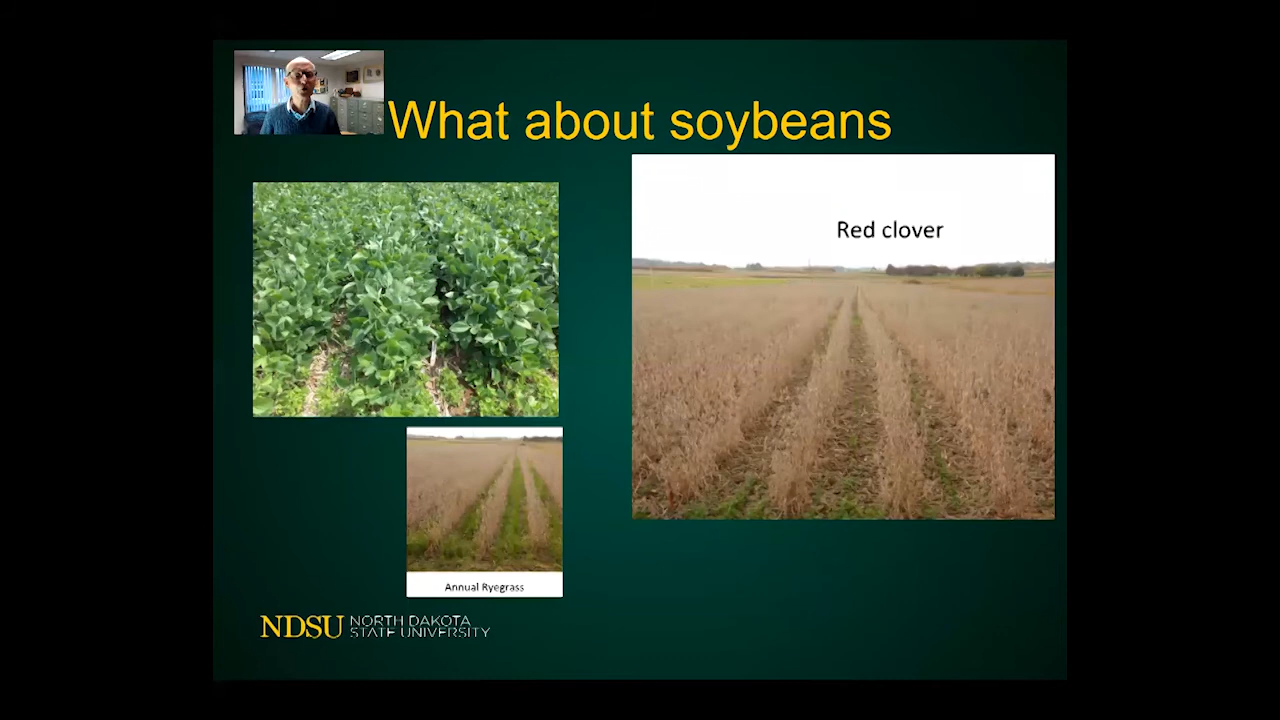 What about soybeans
Red clover
Annual Ryegrass
NDSU NORTH DAKOTA
STATE UNIVERSITY